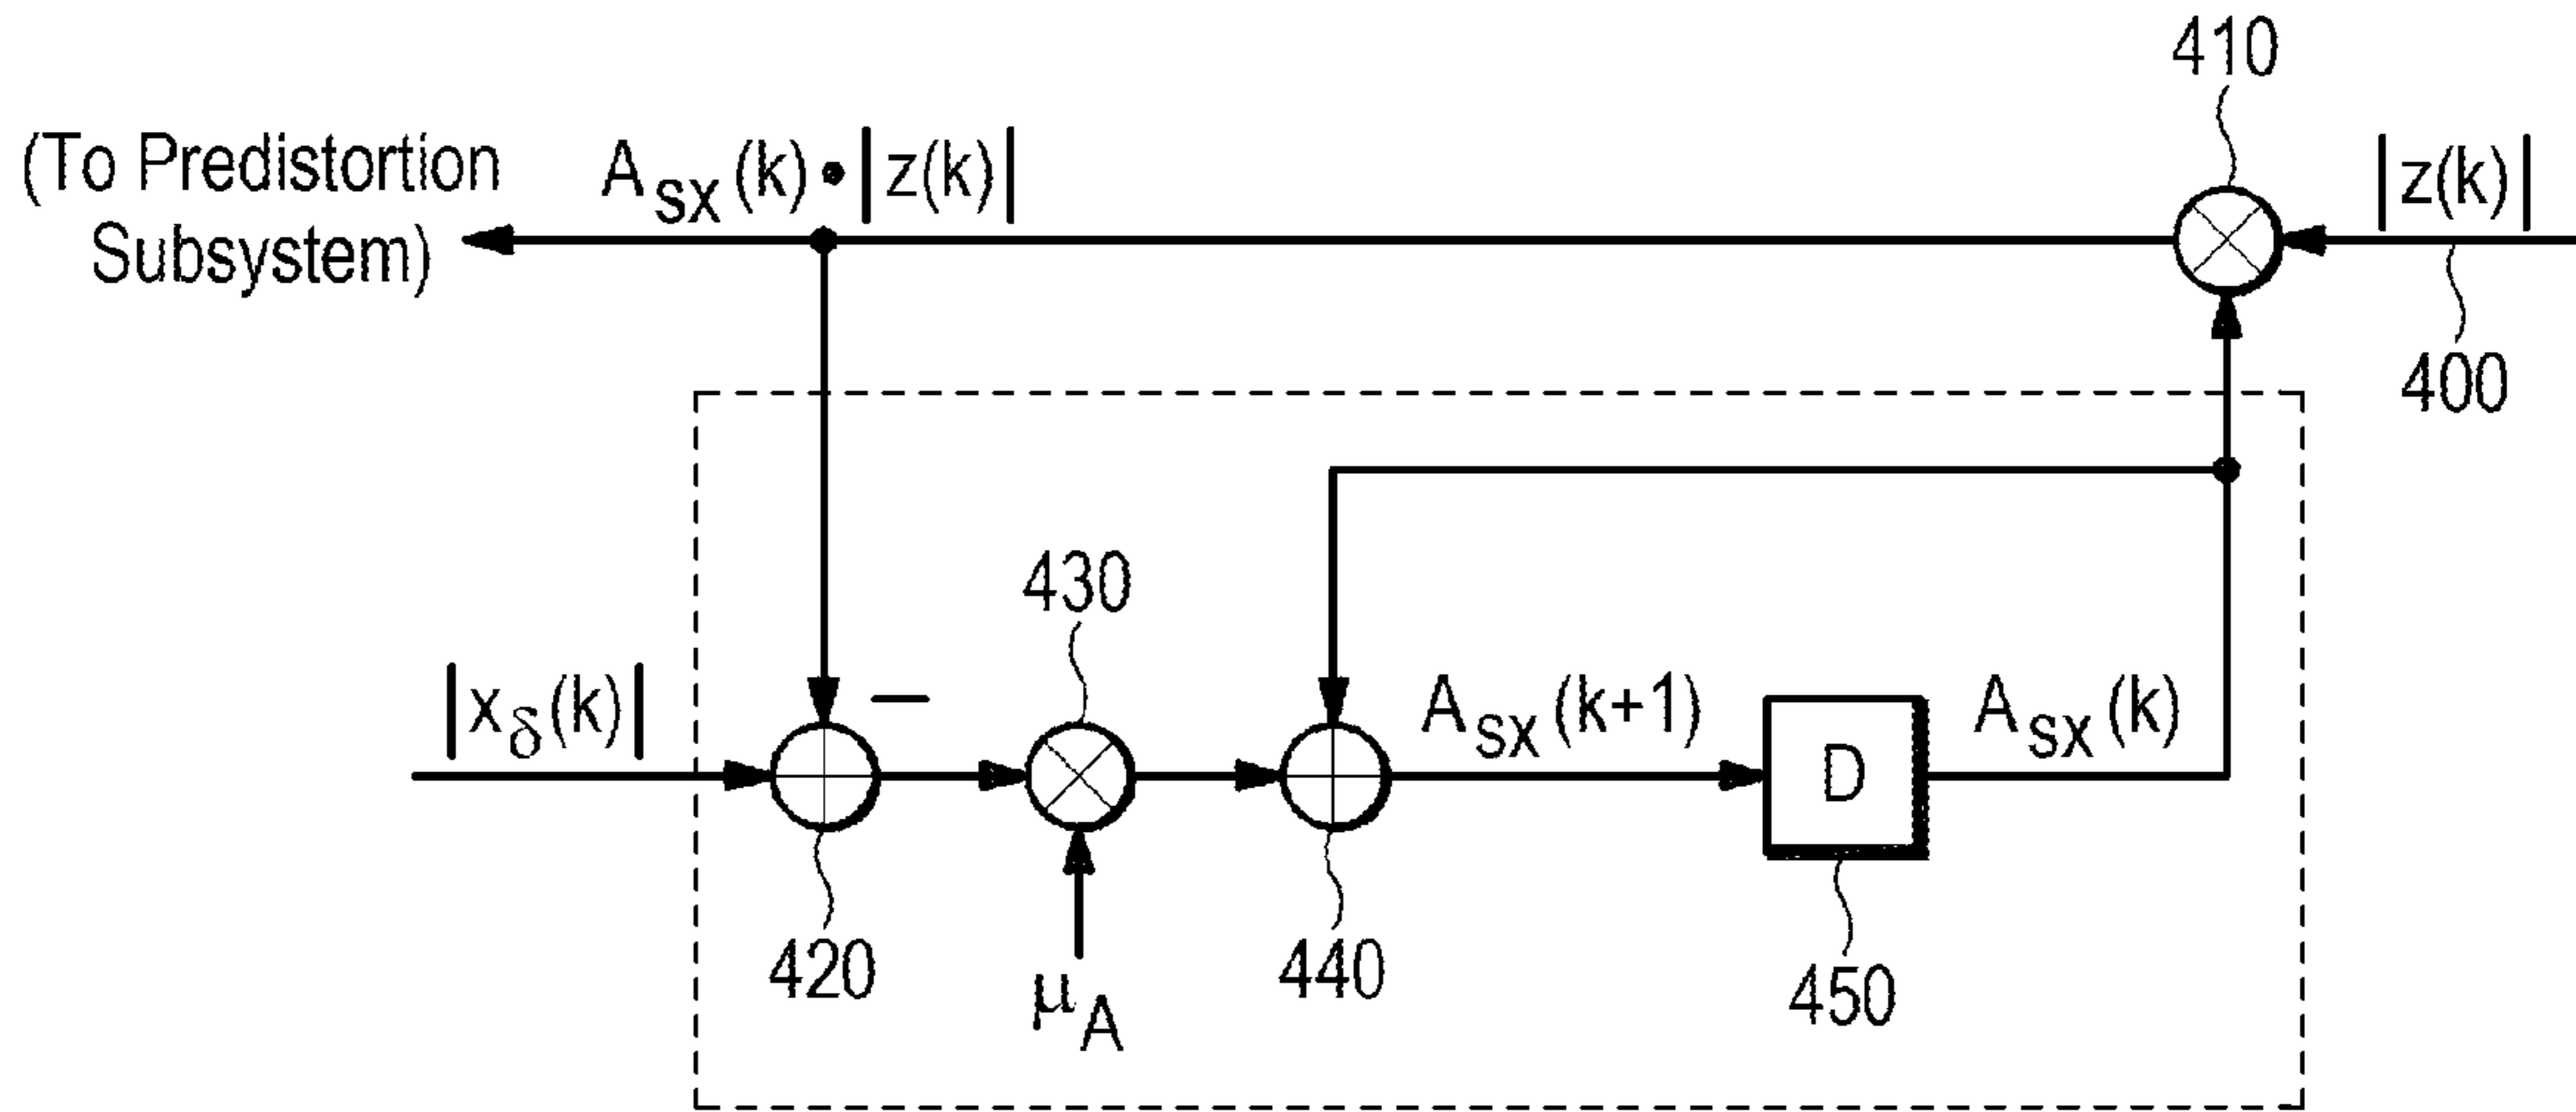 410
(To Predistortion
Subsystem)
A_sx (k) • |z(k)|
|z(k)|
400
430
|x_δ(k)|
−
A_sx (k+1)
D
A_sx (k)
420
μ_A
440
450